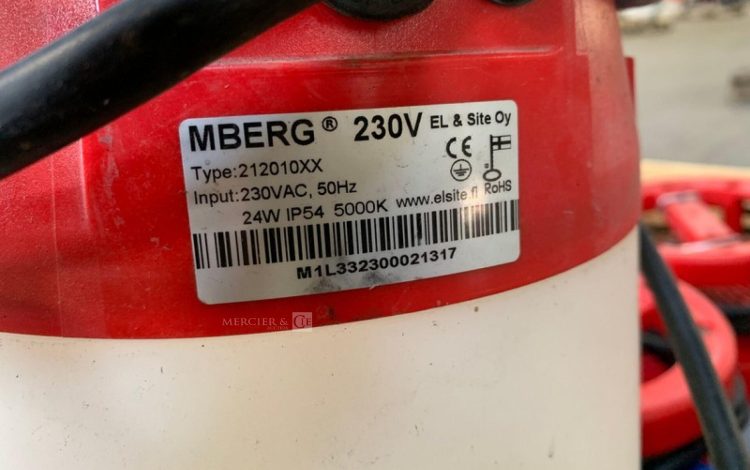 MBERG ® 230V EL & Site Oy
Type:212010XX
CE
Input:230VAC, 50Hz
24W IP54 5000K www.elsite.fi RoHS
M1L332300021317
MERCIER & CIE